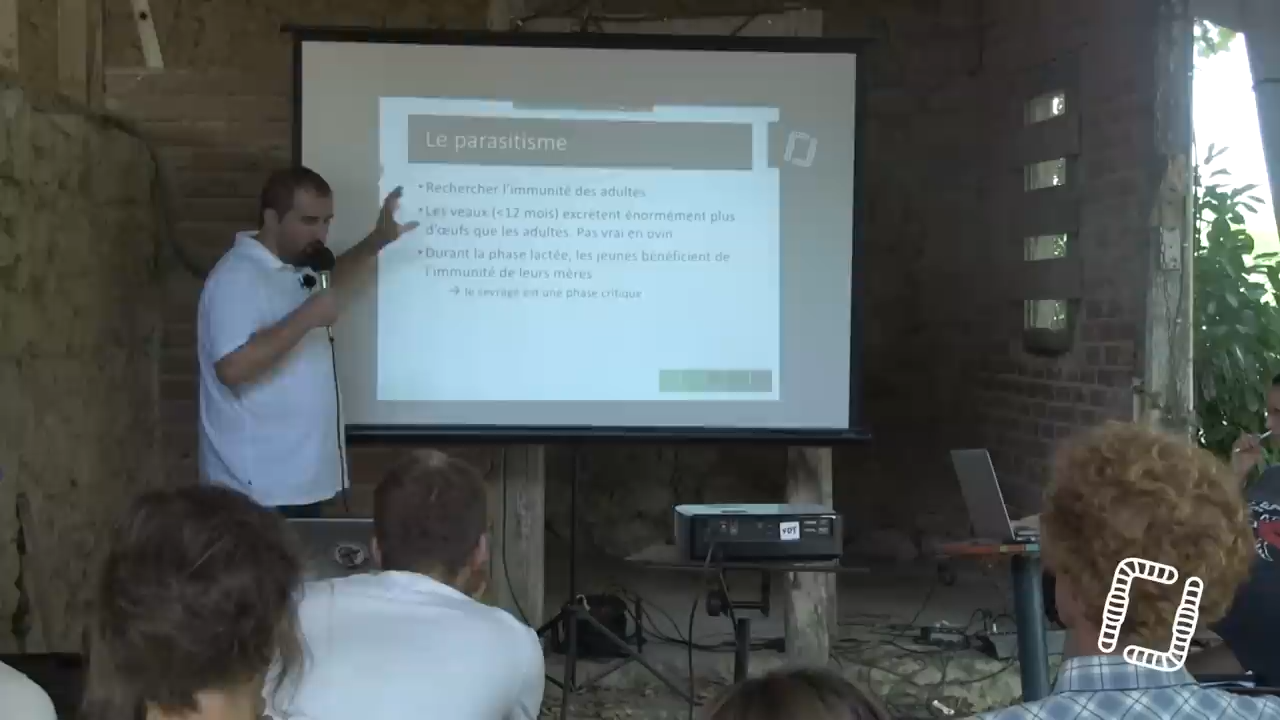 Le parasitisme
•Rechercher l'immunité des adultes
•Les veaux (<12 mois) excrètent énormément plus
d'œufs que les adultes. Pas vrai en ovin
•Durant la phase lactée, les jeunes bénéficient de
l'immunité de leurs mères
→ le sevrage est une phase critique